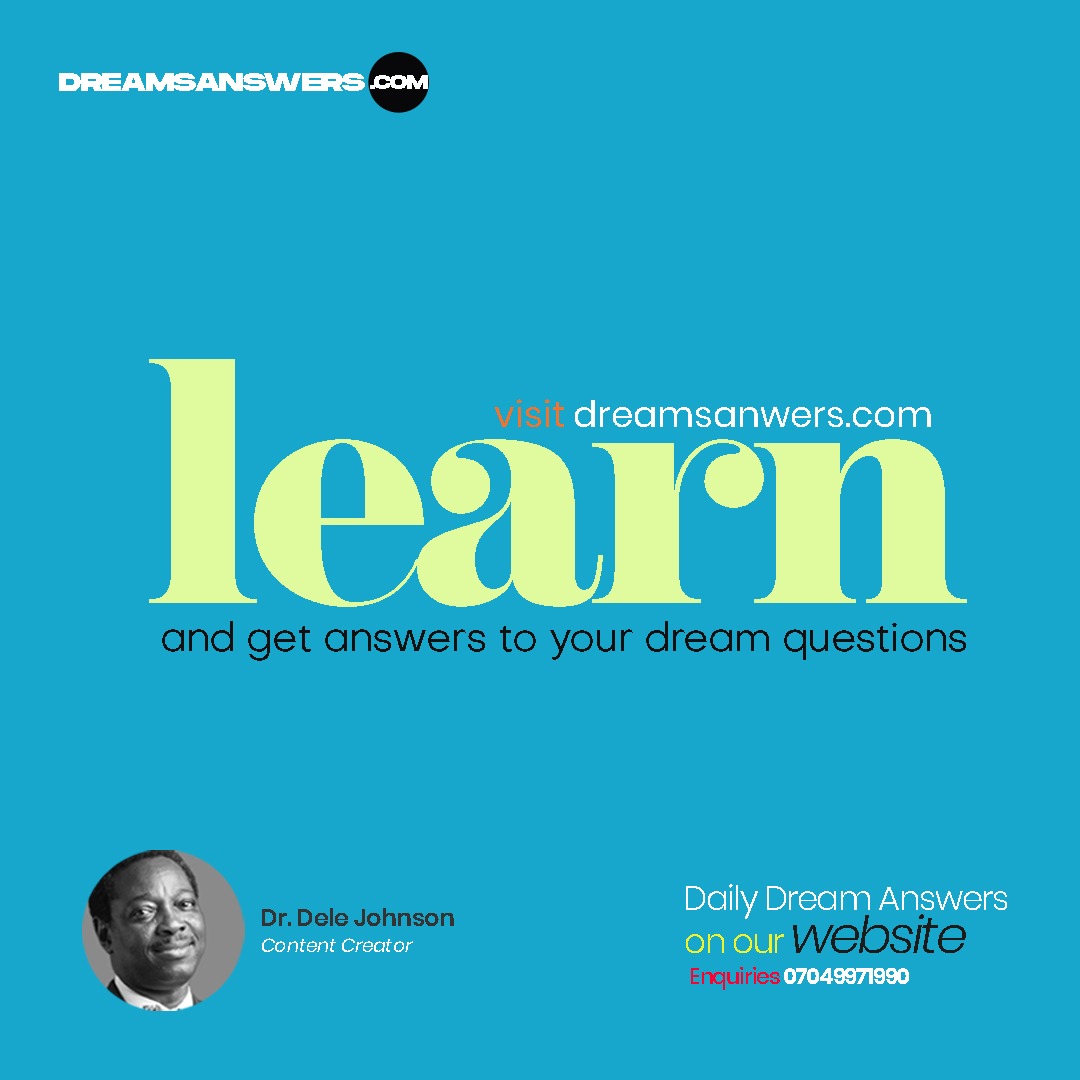 DREAMSANSWERS.COM
visit dreamsanwers.com
learn
and get answers to your dream questions
Dr. Dele Johnson
Content Creator
Daily Dream Answers
on our website
Enquiries 07049971990